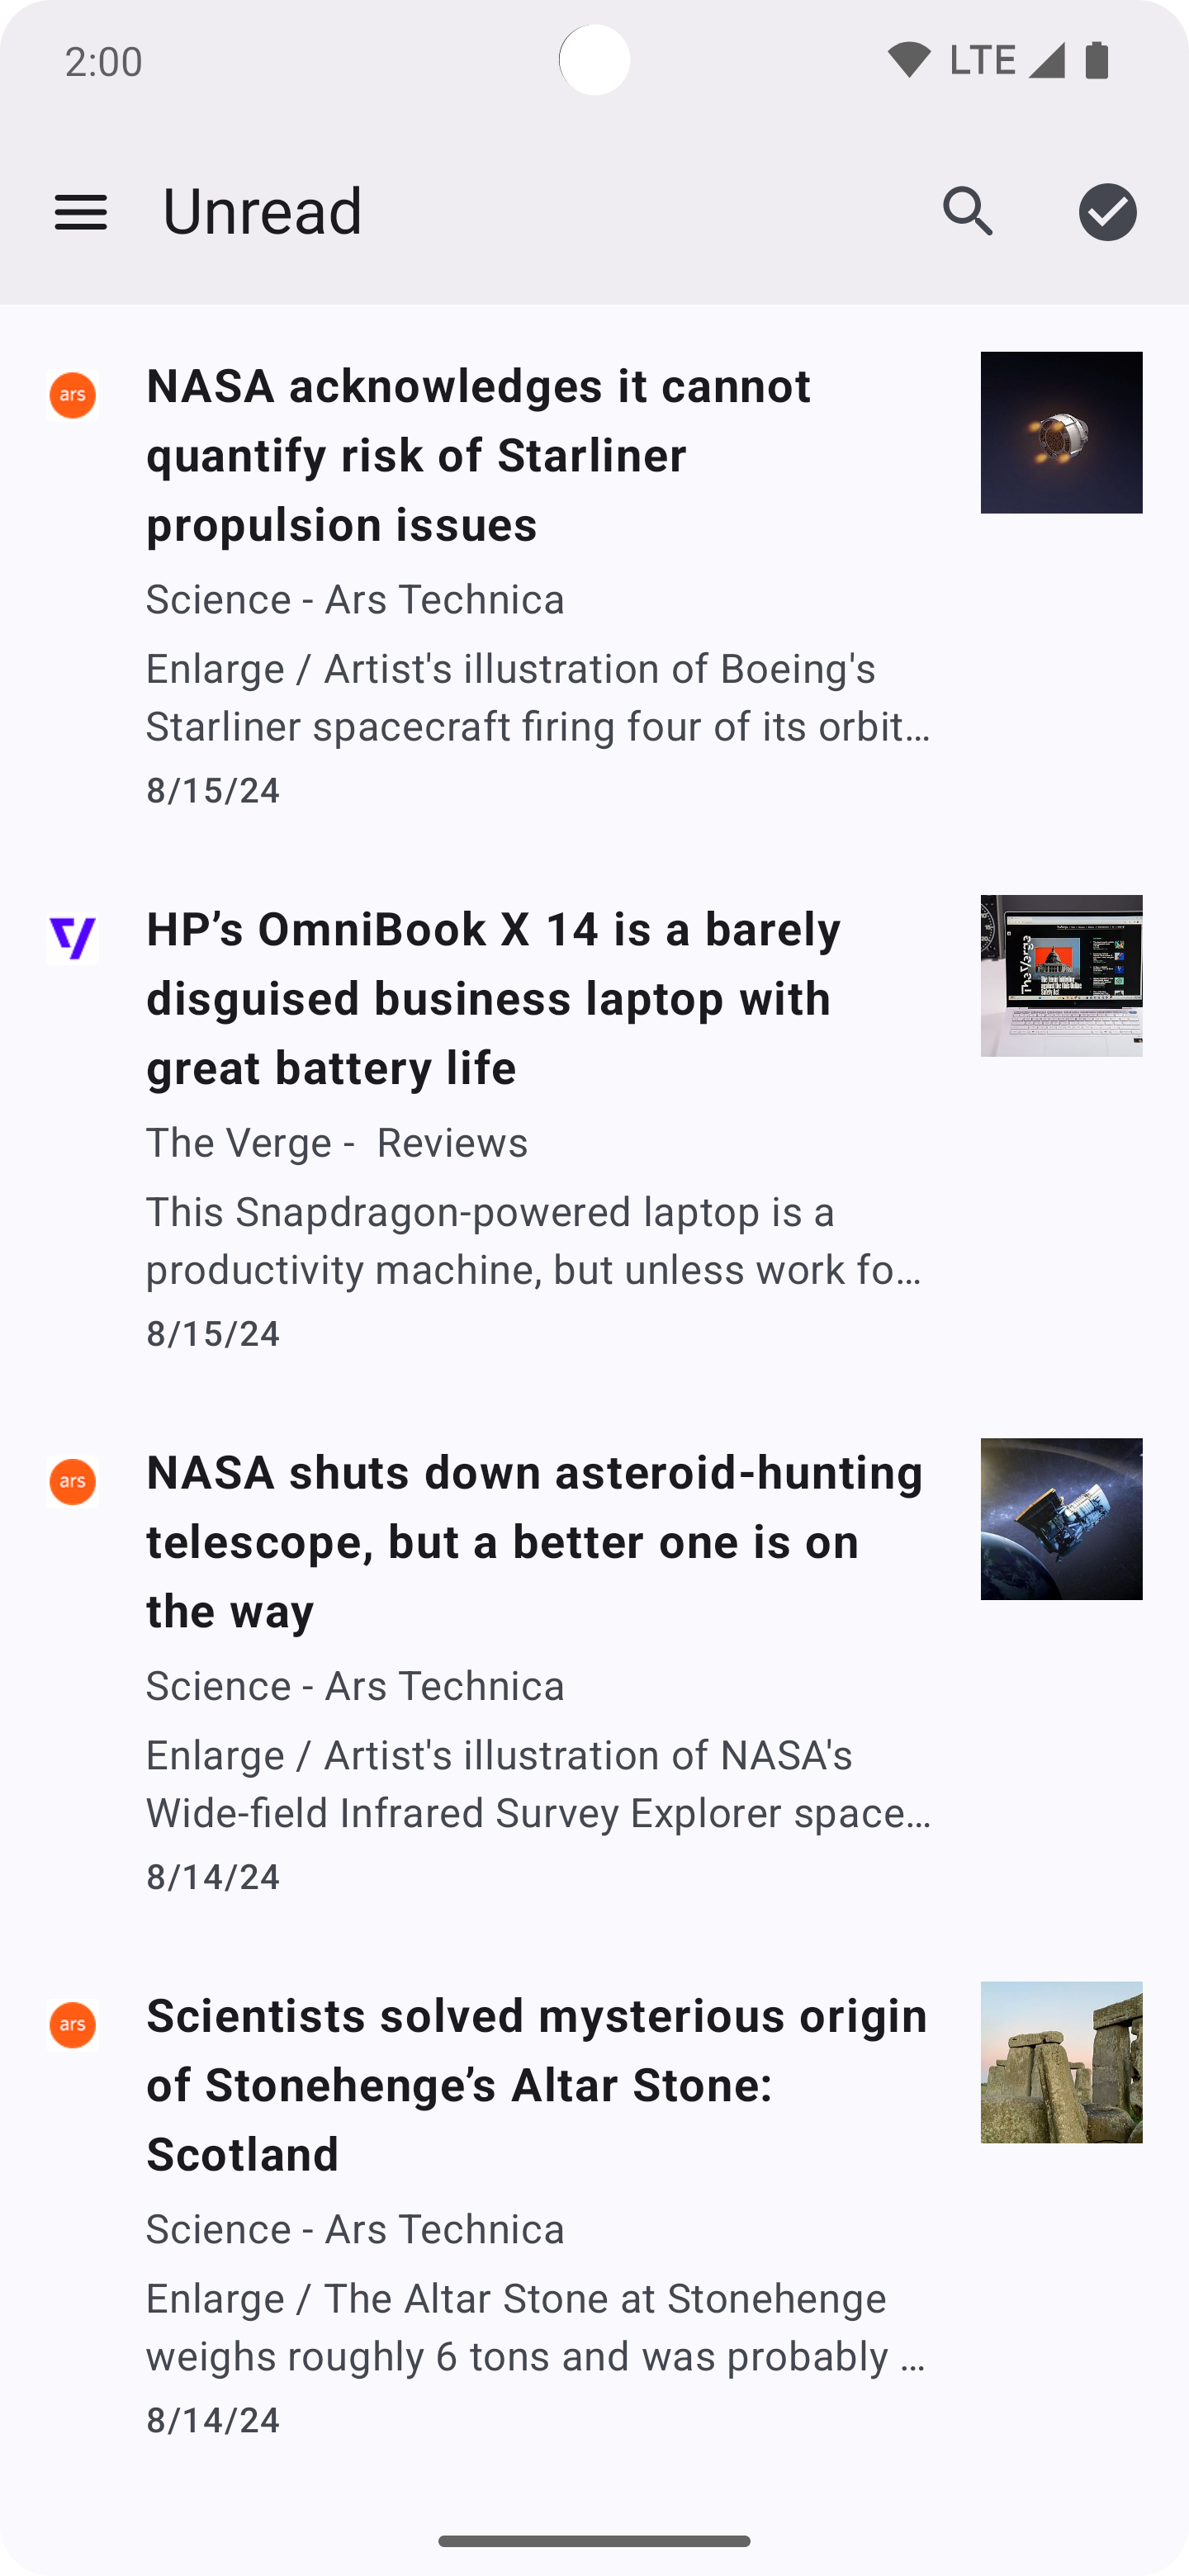 2:00
LTE
Unread
ars
NASA acknowledges it cannot
quantify risk of Starliner
propulsion issues
Science - Ars Technica
Enlarge / Artist's illustration of Boeing's
Starliner spacecraft firing four of its orbit…
8/15/24
HP’s OmniBook X 14 is a barely
disguised business laptop with
great battery life
The Verge -  Reviews
This Snapdragon-powered laptop is a
productivity machine, but unless work fo…
8/15/24
TheVerge
ars
NASA shuts down asteroid-hunting
telescope, but a better one is on
the way
Science - Ars Technica
Enlarge / Artist's illustration of NASA's
Wide-field Infrared Survey Explorer space…
8/14/24
ars
Scientists solved mysterious origin
of Stonehenge’s Altar Stone:
Scotland
Science - Ars Technica
Enlarge / The Altar Stone at Stonehenge
weighs roughly 6 tons and was probably …
8/14/24